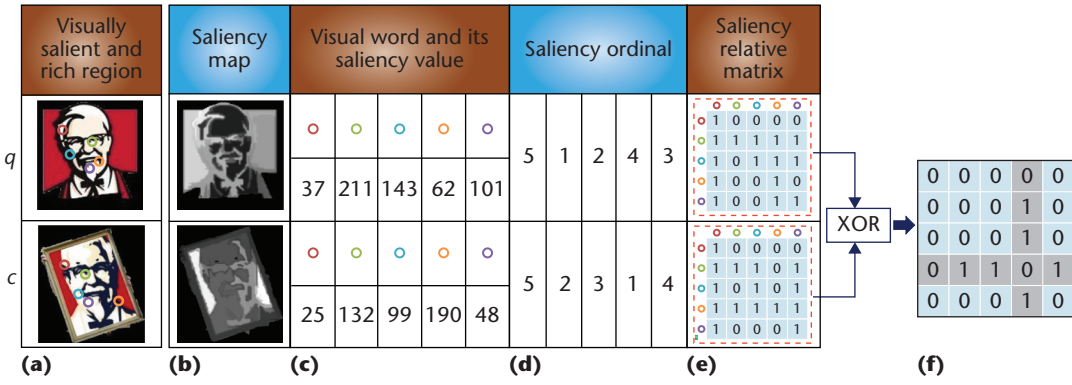 Visually salient and rich region
Saliency map
Visual word and its saliency value
Saliency ordinal
Saliency relative matrix
q
37 211 143 62 101
5 1 2 4 3
1 0 0 0 0
1 1 1 1 1
1 0 1 1 1
1 0 0 1 0
1 0 0 1 1
c
25 132 99 190 48
5 2 3 1 4
1 0 0 0 0
1 1 1 0 1
1 0 1 0 1
1 1 1 1 1
1 0 0 0 1
XOR
0 0 0 0 0
0 0 0 1 0
0 0 0 1 0
0 1 1 0 1
0 0 0 1 0
(a) (b) (c) (d) (e) (f)